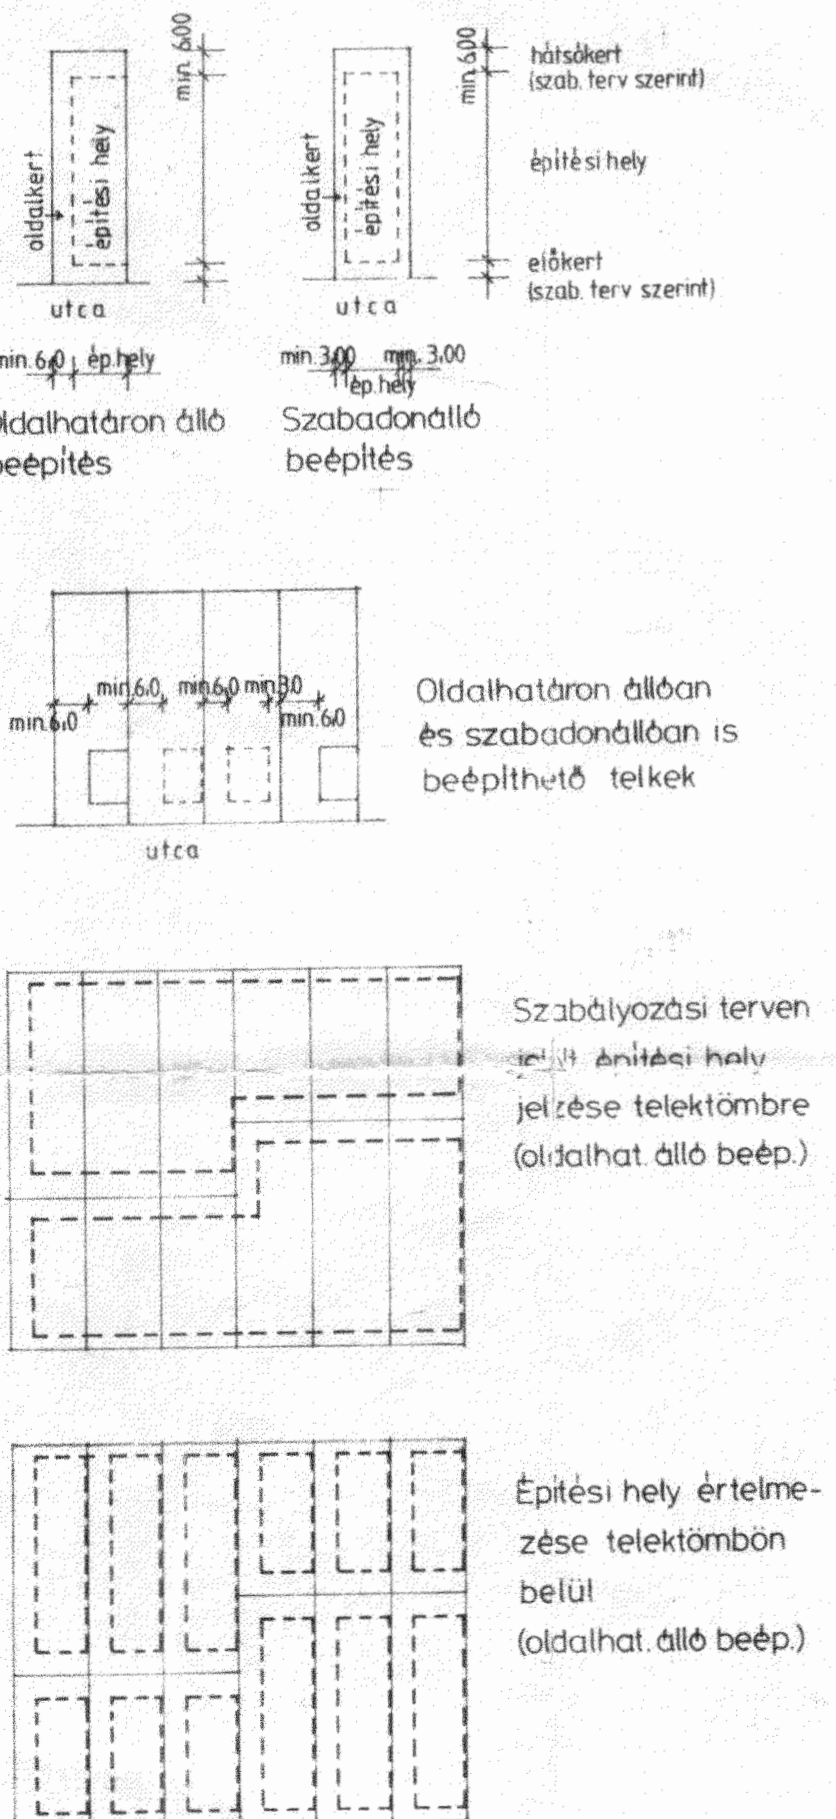 min. 6,00
oldalkert
építési hely
utca
min. 6,0 ép.hely
Oldalhatáron álló
beépítés
min. 6,00
oldalkert
építési hely
utca
min. 3,00 min. 3,00
ép.hely
Szabadonálló
beépítés
hátsókert
(szab. terv szerint)
építési hely
előkert
(szab. terv szerint)
min. 6,0 min. 6,0 min. 6,0 min 3,0 min. 6,0
utca
Oldalhatáron állóan
és szabadonállóan is
beépíthető telkek
Szabályozási terven
építési hely
jelzése telektömbre
(oldalhat. álló beép.)
Építési hely értelme-
zése telektömbön
belül
(oldalhat. álló beép.)